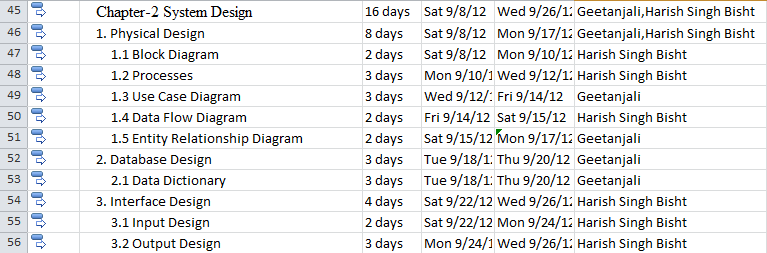 45 Chapter-2 System Design 16 days Sat 9/8/12 Wed 9/26/12 Geetanjali,Harish Singh Bisht
46 1. Physical Design 8 days Sat 9/8/12 Mon 9/17/12 Geetanjali,Harish Singh Bisht
47 1.1 Block Diagram 2 days Sat 9/8/12 Mon 9/10/12 Harish Singh Bisht
48 1.2 Processes 3 days Mon 9/10/1 Wed 9/12/12 Harish Singh Bisht
49 1.3 Use Case Diagram 3 days Wed 9/12/1 Fri 9/14/12 Geetanjali
50 1.4 Data Flow Diagram 2 days Fri 9/14/12 Sat 9/15/12 Harish Singh Bisht
51 1.5 Entity Relationship Diagram 2 days Sat 9/15/12 Mon 9/17/12 Geetanjali
52 2. Database Design 3 days Tue 9/18/12 Thu 9/20/12 Geetanjali
53 2.1 Data Dictionary 3 days Tue 9/18/12 Thu 9/20/12 Geetanjali
54 3. Interface Design 4 days Sat 9/22/12 Wed 9/26/12 Harish Singh Bisht
55 3.1 Input Design 2 days Sat 9/22/12 Mon 9/24/12 Harish Singh Bisht
56 3.2 Output Design 3 days Mon 9/24/1 Wed 9/26/12 Harish Singh Bisht